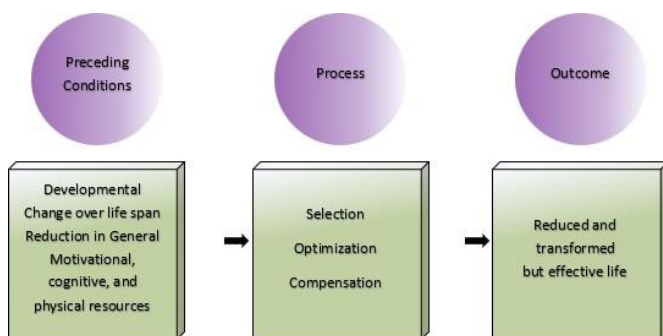 Preceding
Conditions
Process
Outcome
Developmental
Change over life span
Reduction in General
Motivational,
cognitive, and
physical resources
Selection
Optimization
Compensation
Reduced and
transformed
but effective life